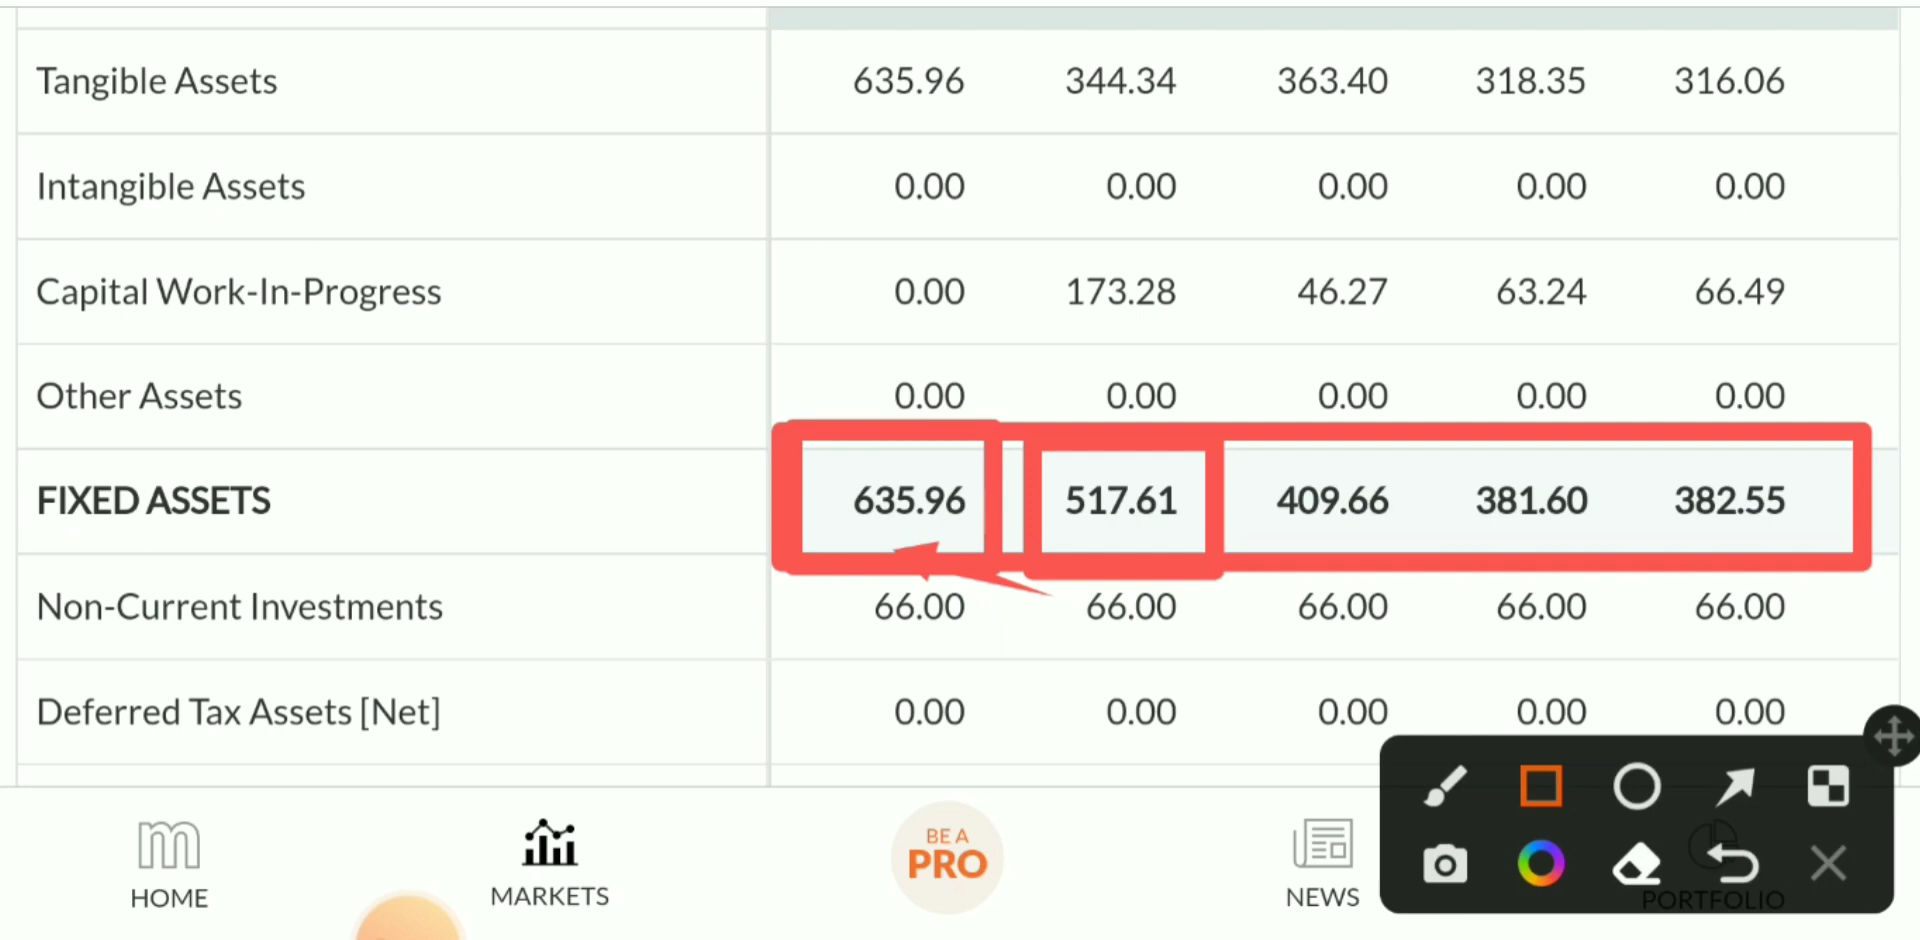 Tangible Assets 635.96 344.34 363.40 318.35 316.06
Intangible Assets 0.00 0.00 0.00 0.00 0.00
Capital Work-In-Progress 0.00 173.28 46.27 63.24 66.49
Other Assets 0.00 0.00 0.00 0.00 0.00
FIXED ASSETS 635.96 517.61 409.66 381.60 382.55
Non-Current Investments 66.00 66.00 66.00 66.00 66.00
Deferred Tax Assets [Net] 0.00 0.00 0.00 0.00 0.00
BE A
PRO
HOME MARKETS NEWS PORTFOLIO